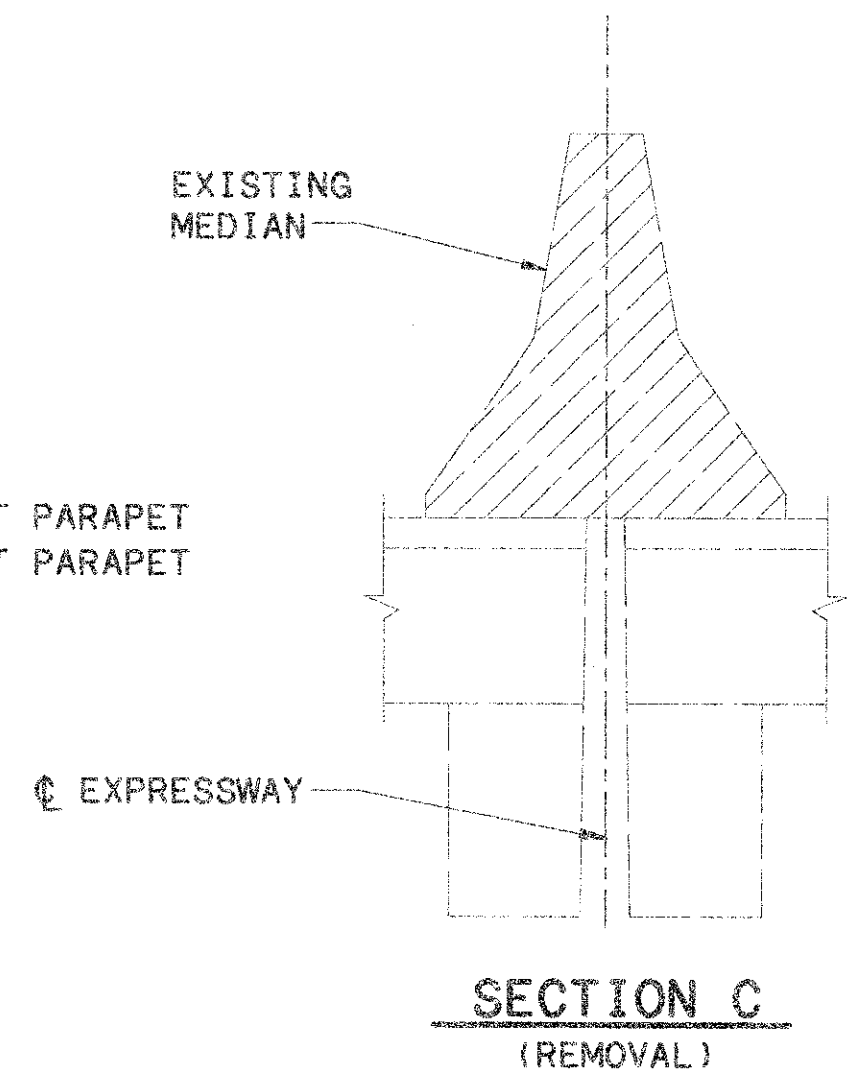 EXISTING
MEDIAN
PARAPET
PARAPET
℄ EXPRESSWAY
SECTION C
(REMOVAL)